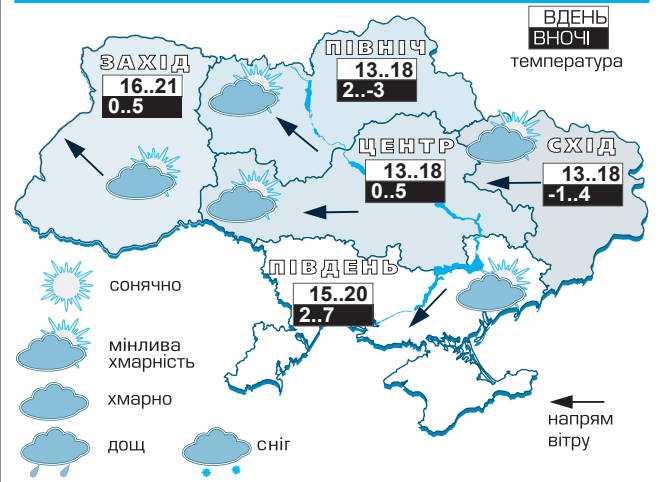 ВДЕНЬ
ВНОЧІ
температура
ЗАХІД
16..21
0..5
ПІВНІЧ
13..18
2..-3
ЦЕНТР
13..18
0..5
СХІД
13..18
-1..4
ПІВДЕНЬ
15..20
2..7
сонячно
мінлива
хмарність
хмарно
дощ
сніг
напрям
вітру